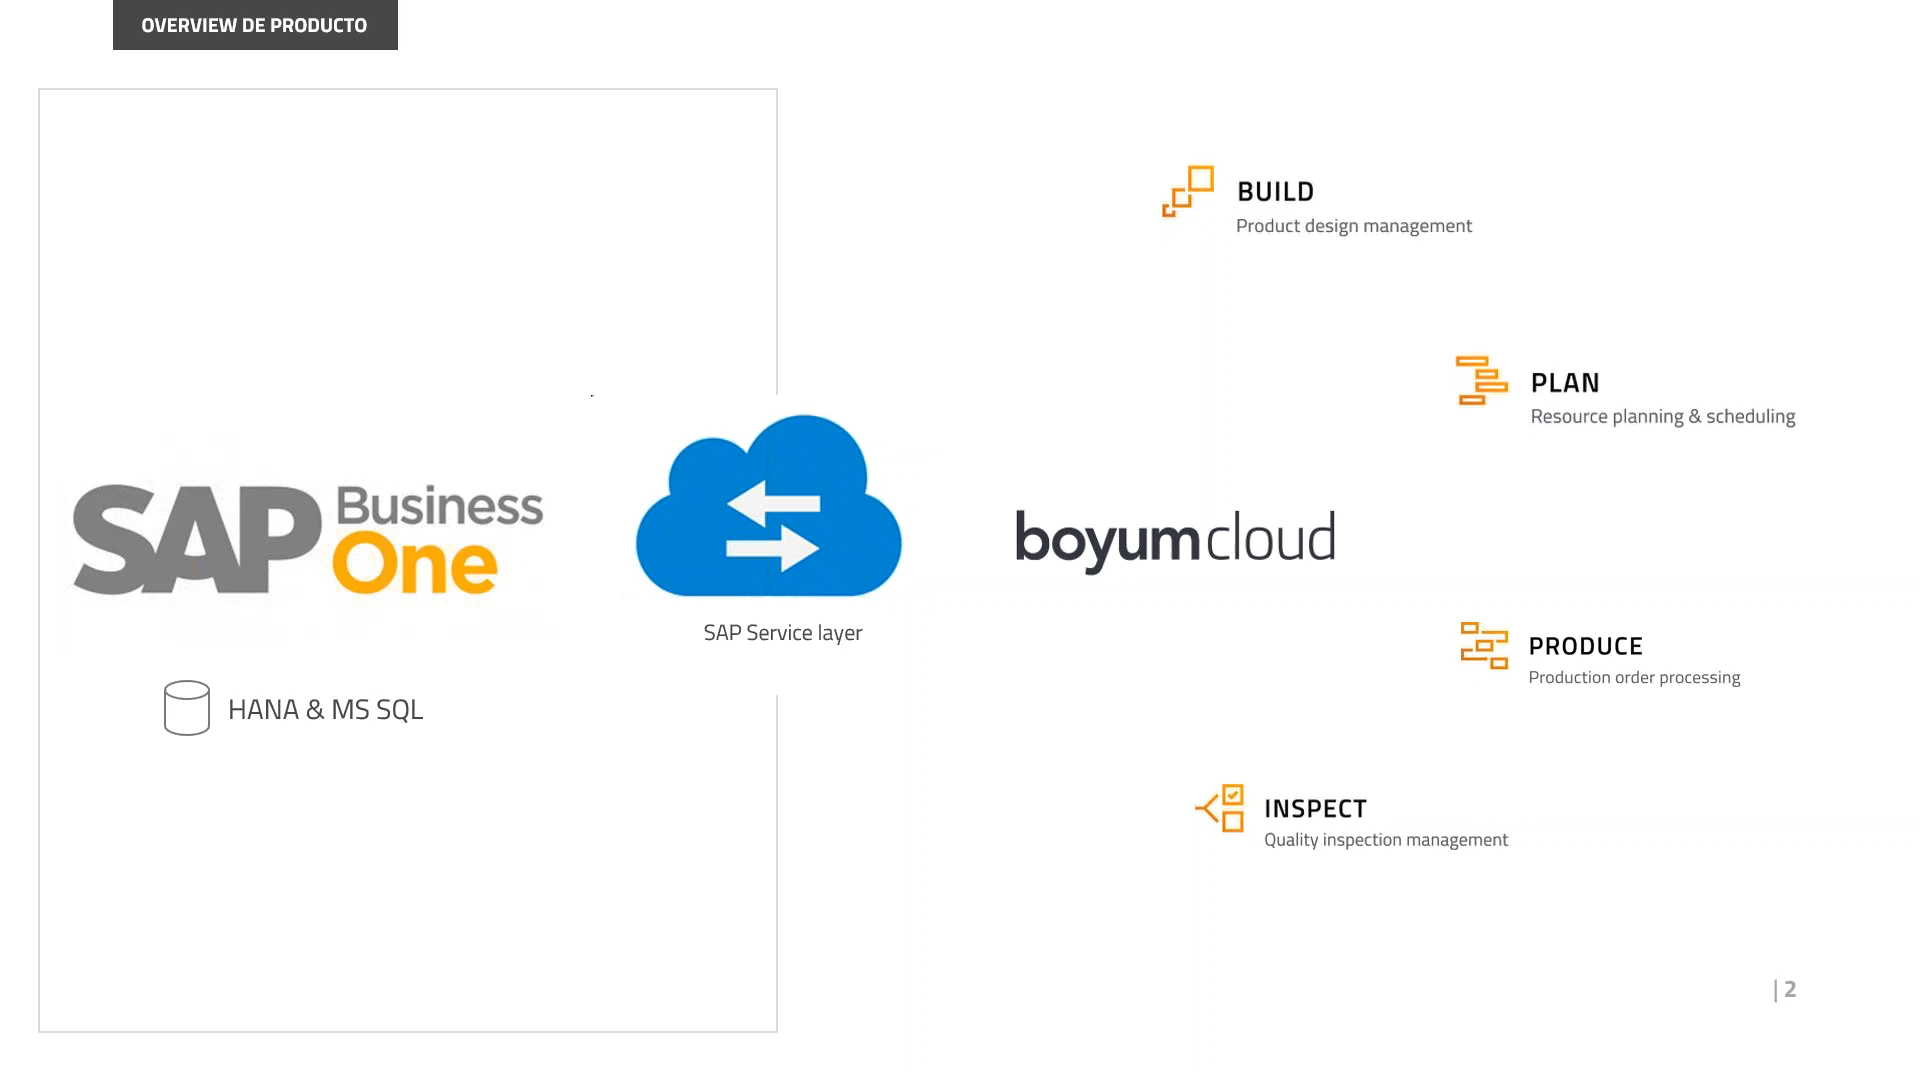 OVERVIEW DE PRODUCTO
BUILD
Product design management
PLAN
Resource planning & scheduling
SAP Business One
boyumcloud
SAP Service layer
PRODUCE
Production order processing
HANA & MS SQL
INSPECT
Quality inspection management
| 2